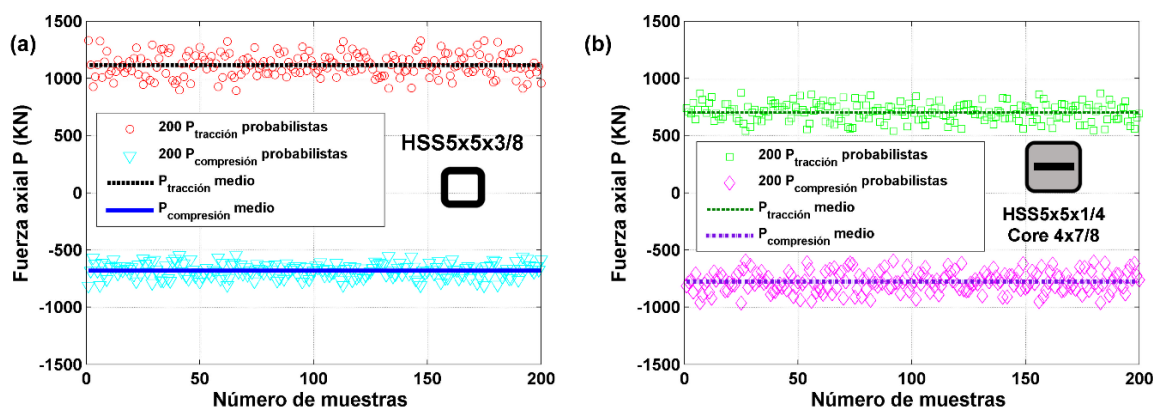 (a)
Fuerza axial P (KN)
1500
1000
500
0
-500
-1000
-1500
200 Ptracción probabilistas
200 Pcompresión probabilistas
Ptracción medio
Pcompresión medio
HSS5x5x3/8
0
50
100
150
200
Número de muestras
(b)
Fuerza axial P (KN)
1500
1000
500
0
-500
-1000
-1500
200 Ptracción probabilistas
200 Pcompresión probabilistas
Ptracción medio
Pcompresión medio
HSS5x5x1/4
Core 4x7/8
0
50
100
150
200
Número de muestras